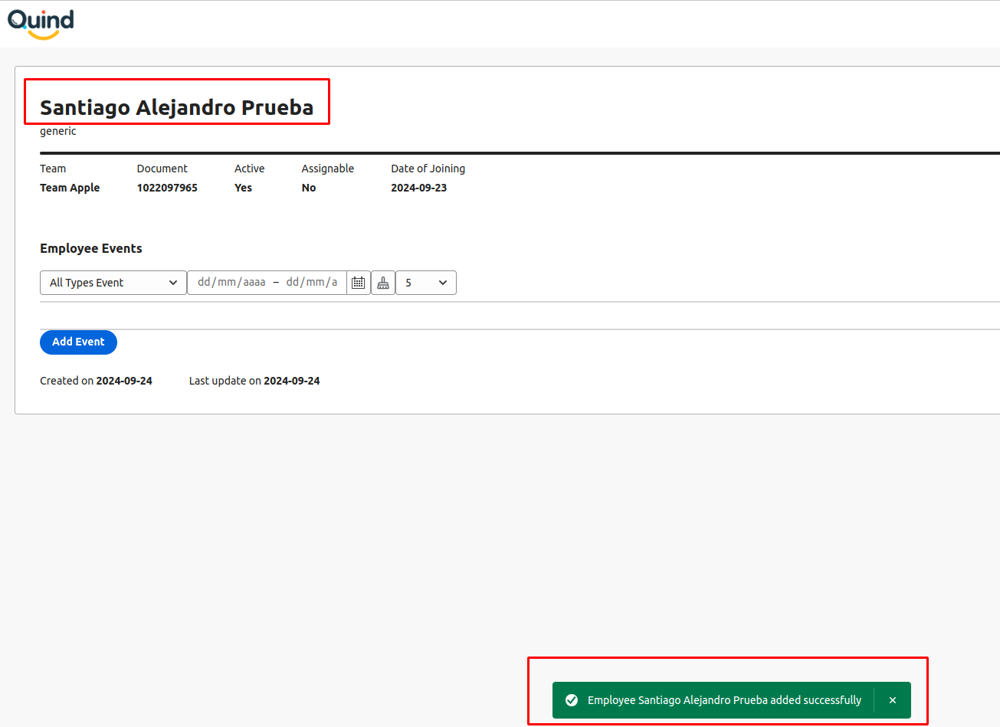 Quind
Santiago Alejandro Prueba
generic
Team Document Active Assignable Date of Joining
Team Apple 1022097965 Yes No 2024-09-23
Employee Events
All Types Event dd/mm/aaaa – dd/mm/a 5
Add Event
Created on 2024-09-24 Last update on 2024-09-24
Employee Santiago Alejandro Prueba added successfully